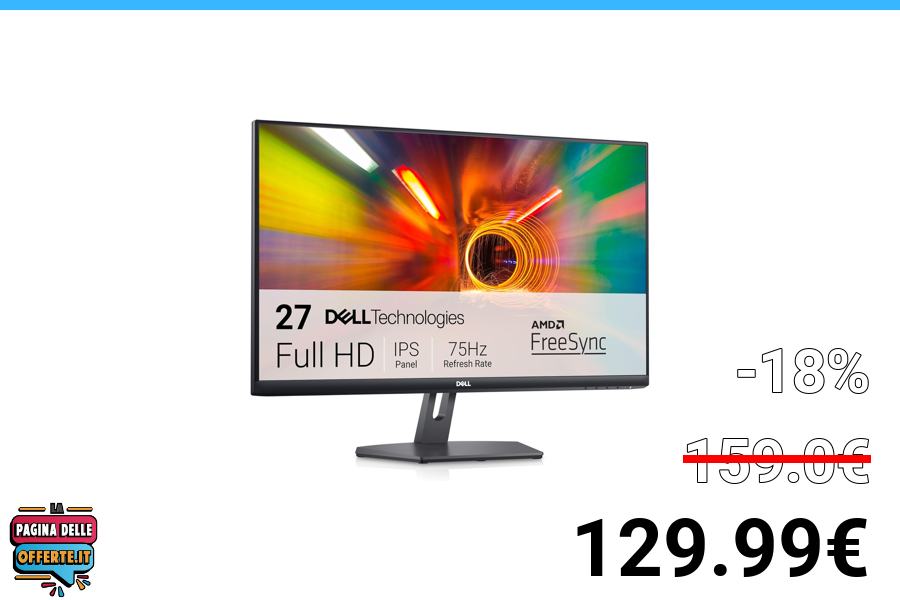 27 DELLTechnologies
Full HD
IPS
Panel
75Hz
Refresh Rate
AMD
FreeSync
DELL
-18%
159.0€
129.99€
LA
PAGINA DELLE
OFFERTE.IT